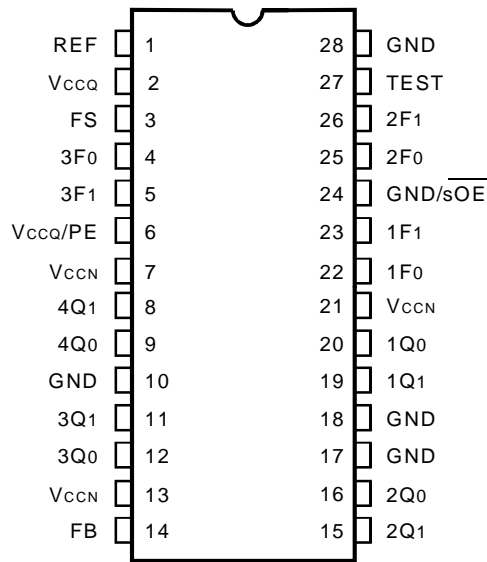 REF 1 28 GND
VCCQ 2 27 TEST
FS 3 26 2F1
3F0 4 25 2F0
3F1 5 24 GND/sOE
VCCQ/PE 6 23 1F1
VCCN 7 22 1F0
4Q1 8 21 VCCN
4Q0 9 20 1Q0
GND 10 19 1Q1
3Q1 11 18 GND
3Q0 12 17 GND
VCCN 13 16 2Q0
FB 14 15 2Q1